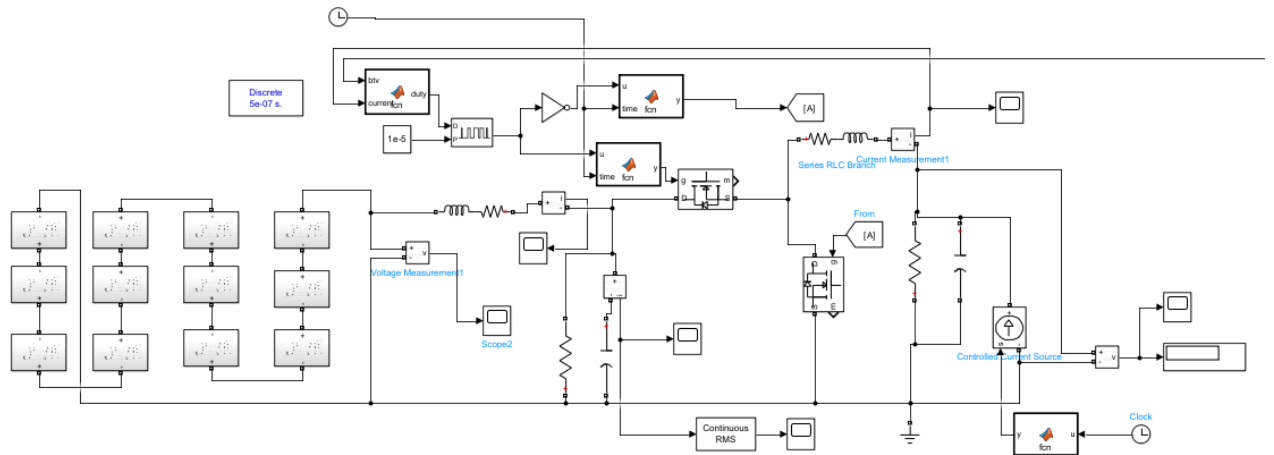 Discrete
5e-07 s.
btv
current
fcn
duty
1e-5
D
P
u
time
fcn
y
[A]
u
time
fcn
y
g
m
D
S
Series RLC Branch
+
i
-
Current Measurement1
From
[A]
g
D
S
m
+
i
-
+
-
v
Voltage Measurement1
Scope2
Continuous
RMS
+
-
S
Controlled Current Source
+
-
v
y
fcn
u
Clock